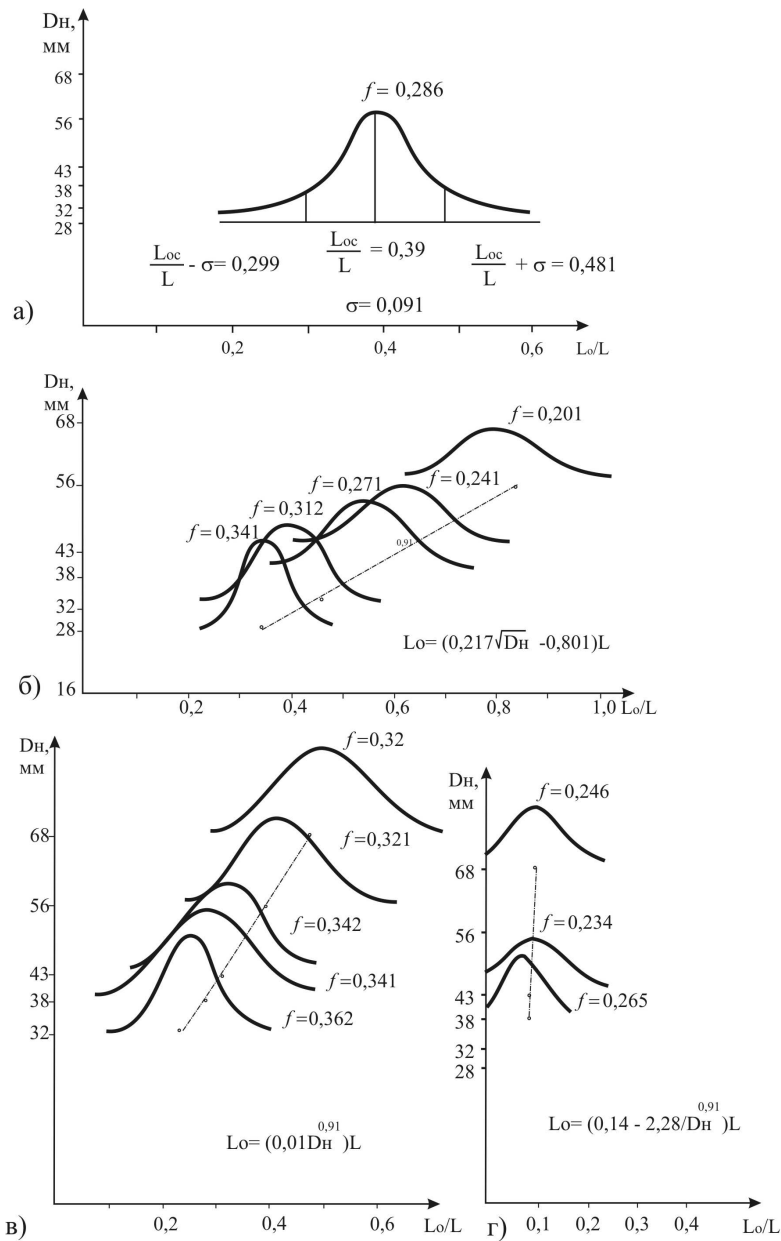 Dн,
мм
68
56
43
38
32
28
f = 0,286
Loc/L - σ= 0,299
Loc/L = 0,39
Loc/L + σ = 0,481
σ= 0,091
а)
0,2 0,4 0,6 Lo/L
Dн,
мм
68
56
43
38
32
28
16
f = 0,201
f = 0,241
f = 0,271
f = 0,312
f = 0,341
0,91
Lo= (0,217√Dн -0,801)L
б)
0,2 0,4 0,6 0,8 1,0 Lo/L
Dн,
мм
68
56
43
38
32
f = 0,32
f = 0,321
f = 0,342
f = 0,341
f = 0,362
Lo= (0,01Dн^0,91)L
в)
0,2 0,4 0,6 Lo/L
Dн,
мм
68
56
43
38
32
28
f = 0,246
f = 0,234
f = 0,265
Lo= (0,14 - 2,28/Dн^0,91)L
г)
0,1 0,2 0,3 0,4 Lo/L